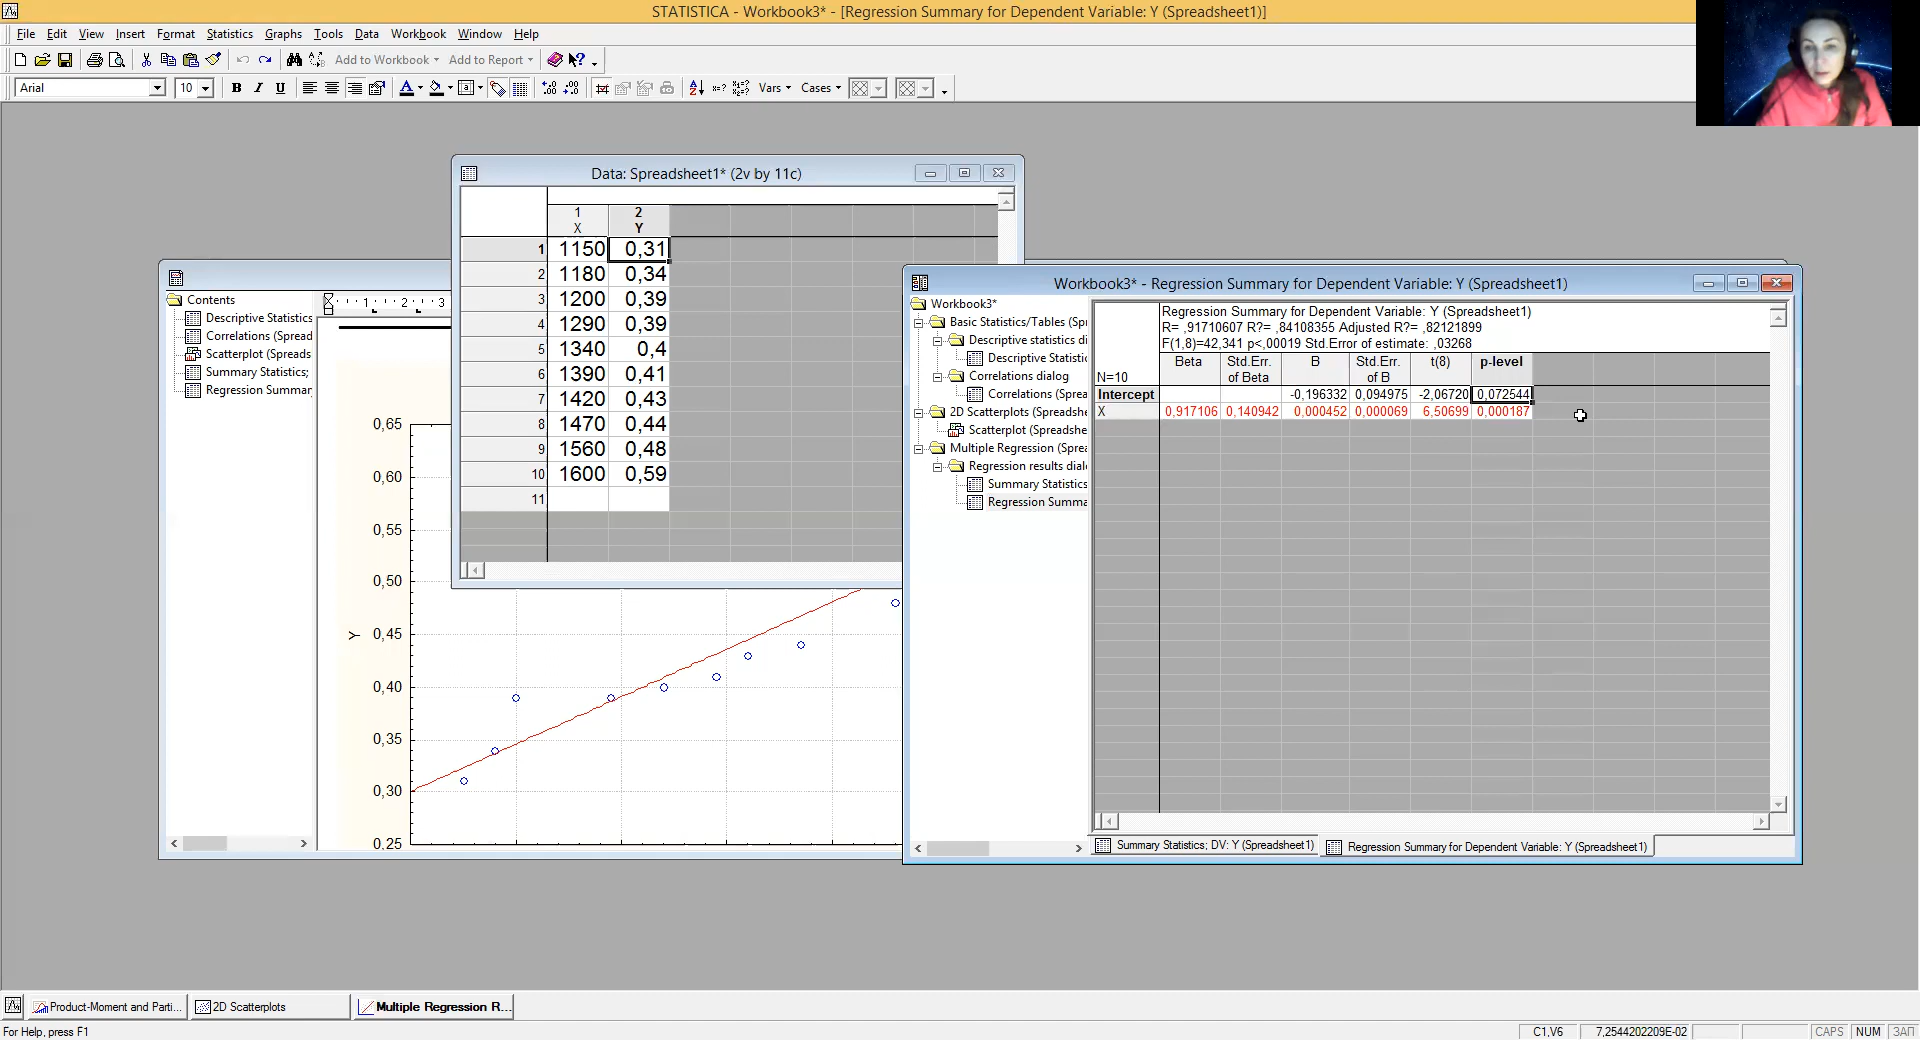 STATISTICA - Workbook3* - [Regression Summary for Dependent Variable: Y (Spreadsheet1)]
File Edit View Insert Format Statistics Graphs Tools Data Workbook Window Help
Add to Workbook Add to Report
Arial 10 B I U A Vars Cases
Data: Spreadsheet1* (2v by 11c)
1 2
X Y
1 1150 0,31
2 1180 0,34
3 1200 0,39
4 1290 0,39
5 1340 0,4
6 1390 0,41
7 1420 0,43
8 1470 0,44
9 1560 0,48
10 1600 0,59
11
Contents
Descriptive Statistics
Correlations (Spread
Scatterplot (Spreads
Summary Statistics;
Regression Summar
1 2 3
0,65
0,60
0,55
0,50
0,45
0,40
0,35
0,30
0,25
Y
Workbook3* - Regression Summary for Dependent Variable: Y (Spreadsheet1)
Workbook3*
Basic Statistics/Tables (Spr
Descriptive statistics di
Descriptive Statistic
Correlations dialog
Correlations (Sprea
2D Scatterplots (Spreadshe
Scatterplot (Spreadshe
Multiple Regression (Sprea
Regression results dial
Summary Statistics
Regression Summa
Regression Summary for Dependent Variable: Y (Spreadsheet1)
R= ,91710607 R?= ,84108355 Adjusted R?= ,82121899
F(1,8)=42,341 p<,00019 Std.Error of estimate: ,03268
Beta Std.Err. B Std.Err. t(8) p-level
N=10 of Beta of B
Intercept -0,196332 0,094975 -2,06720 0,072544
X 0,917106 0,140942 0,000452 0,000069 6,50699 0,000187
Summary Statistics; DV: Y (Spreadsheet1) Regression Summary for Dependent Variable: Y (Spreadsheet1)
Product-Moment and Parti... 2D Scatterplots Multiple Regression R...
For Help, press F1 C1,V6 7,2544202209E-02 CAPS NUM ЗАП